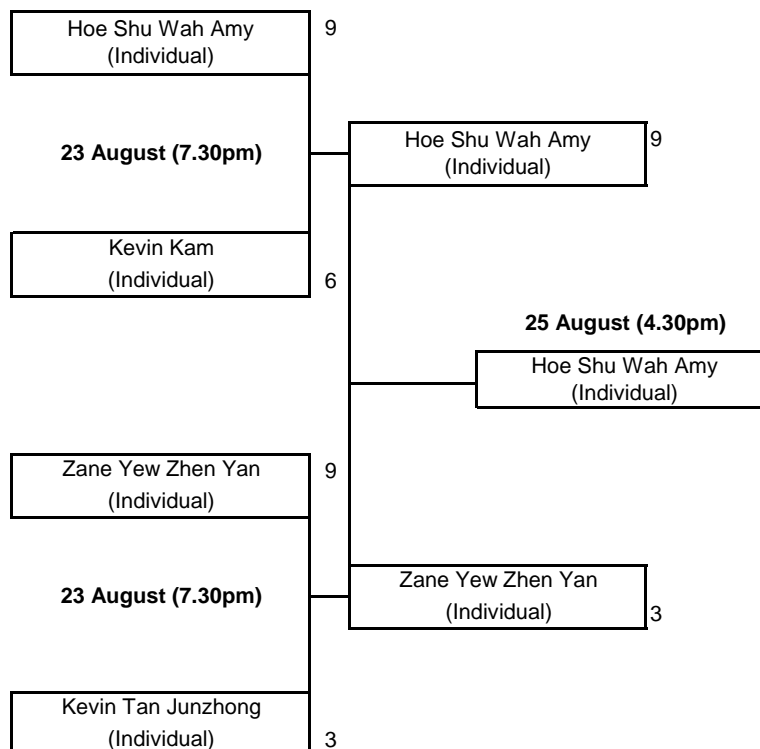 Hoe Shu Wah Amy
(Individual)
9
23 August (7.30pm)
Hoe Shu Wah Amy
(Individual)
9
Kevin Kam
(Individual)
6
25 August (4.30pm)
Hoe Shu Wah Amy
(Individual)
Zane Yew Zhen Yan
(Individual)
9
23 August (7.30pm)
Zane Yew Zhen Yan
(Individual)
3
Kevin Tan Junzhong
(Individual)
3